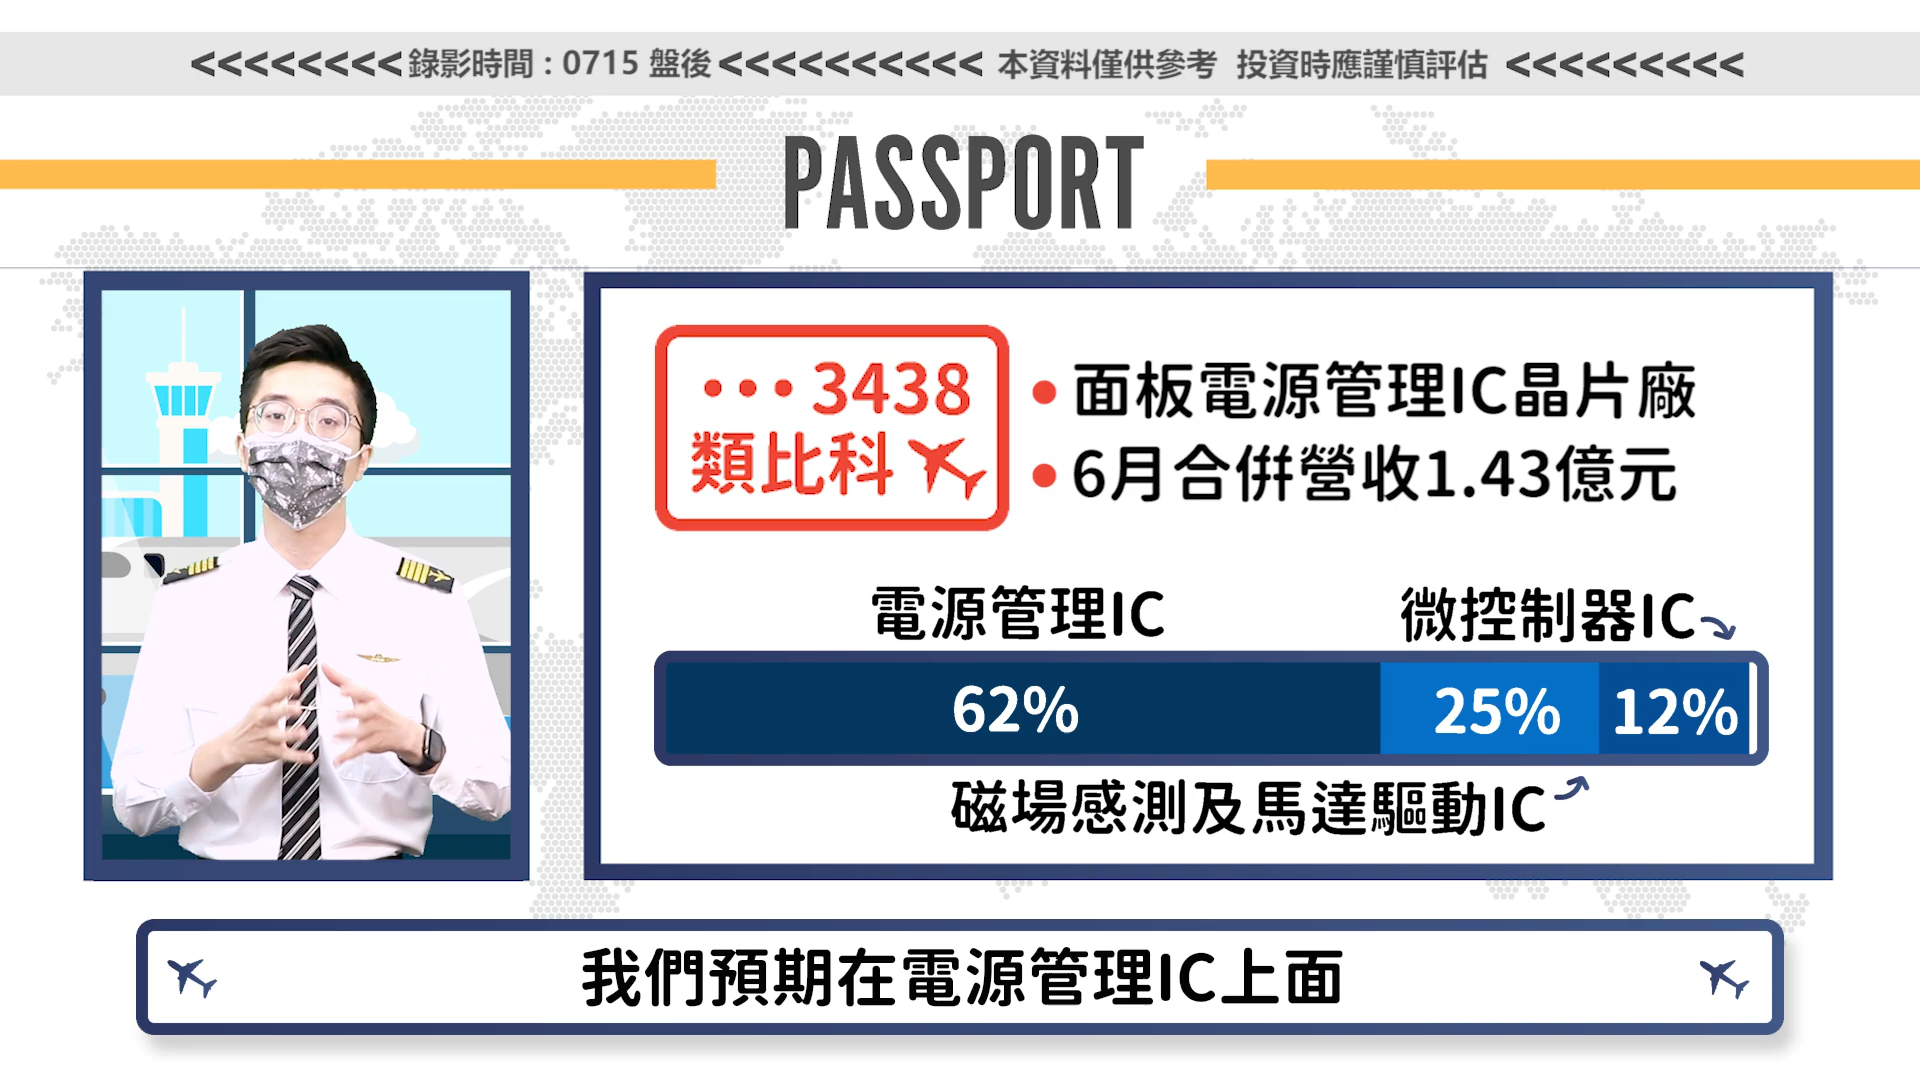 <<<<<<<<錄影時間：0715 盤後<<<<<<<<<< 本資料僅供參考 投資時應謹慎評估 <<<<<<<<<
PASSPORT
•••3438
類比科
• 面板電源管理IC晶片廠
• 6月合併營收1.43億元
電源管理IC
微控制器IC
62%
25%
12%
磁場感測及馬達驅動IC
我們預期在電源管理IC上面